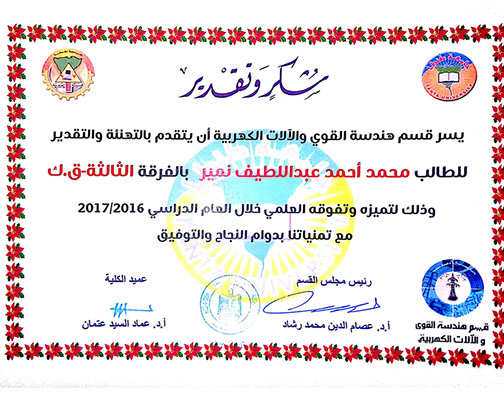 شكر وتقدير
يسر قسم هندسة القوي والآلات الكهربية أن يتقدم بالتهنئة والتقدير
للطالب محمد أحمد عبداللطيف نمير بالفرقة الثالثة-ق.ك
وذلك لتميزه وتفوقه العلمي خلال العام الدراسي 2017/2016
مع تمنياتنا بدوام النجاح والتوفيق
رئيس مجلس القسم
عميد الكلية
أ.د. عصام الدين محمد رشاد
أ.د. عماد السيد عتمان
قسم هندسة القوى
والآلات الكهربية